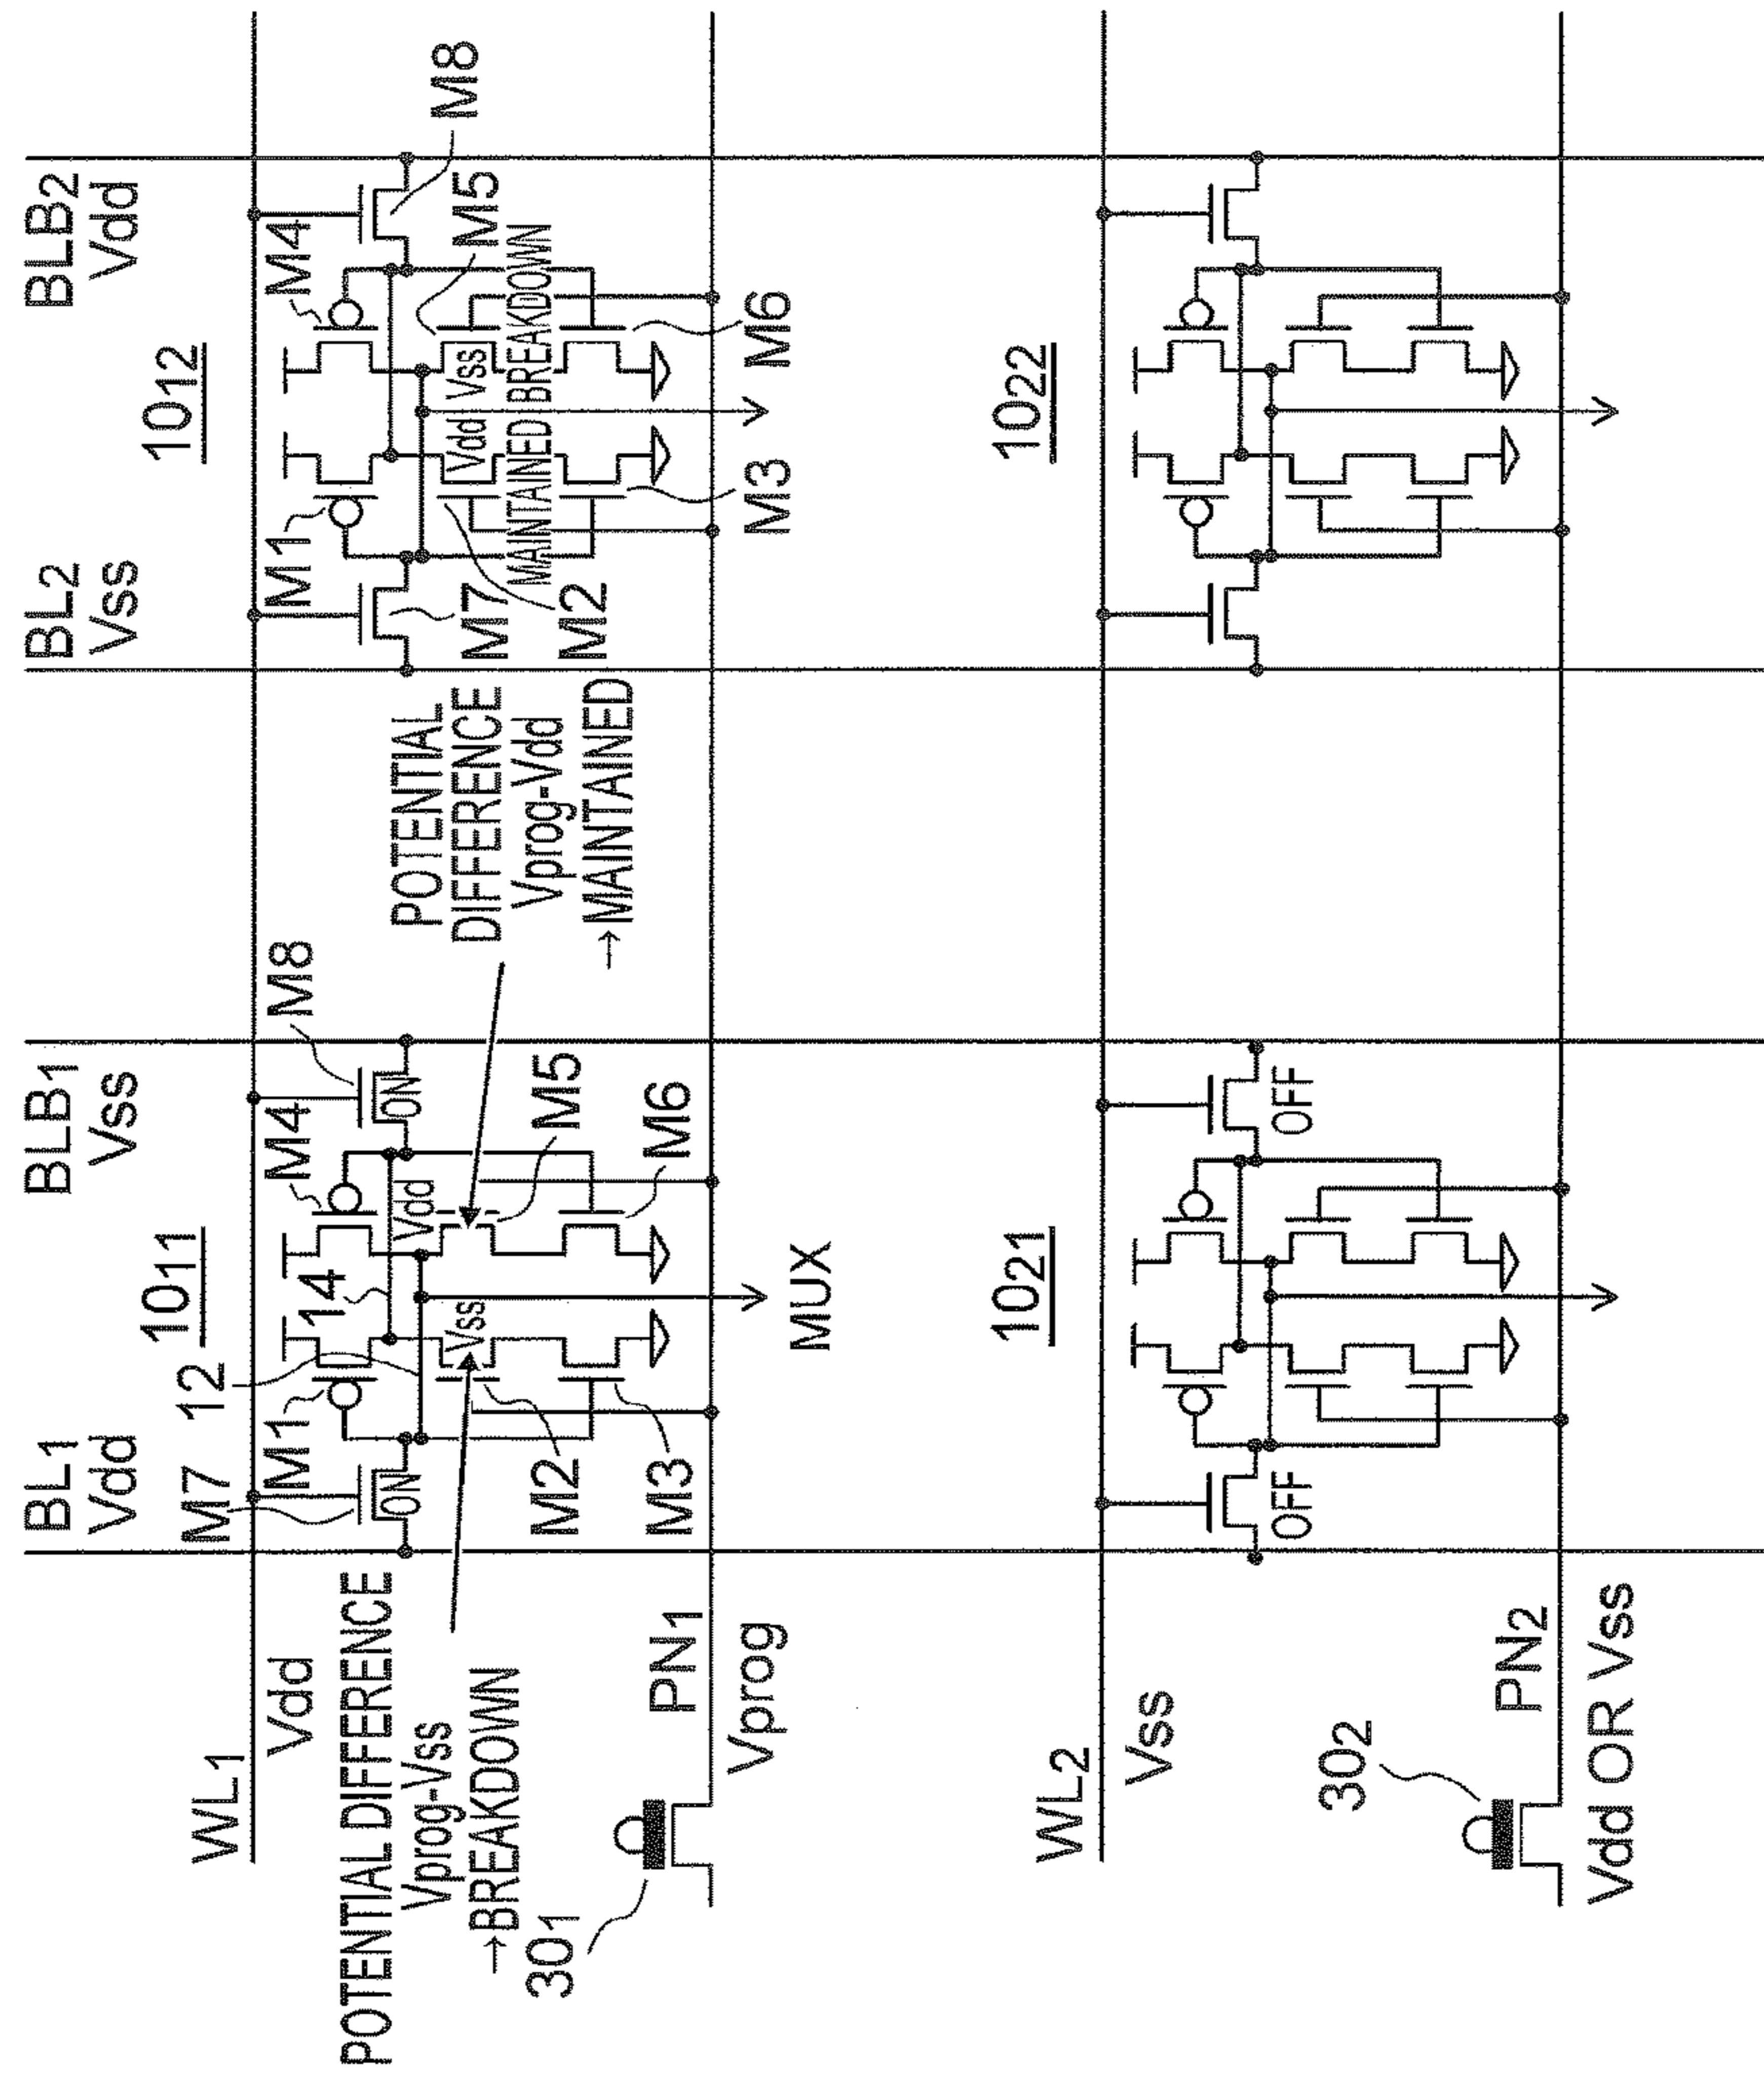 BL1
Vdd
BLB1
Vss
BL2
Vss
BLB2
Vdd
1011
1012
WL1
Vdd
M7
12
M1
14
M4
M8
M1
M4
M8
ON
Vdd
ON
POTENTIAL DIFFERENCE
Vprog-Vss
→BREAKDOWN
Vss
POTENTIAL
DIFFERENCE
Vprog-Vdd
→MAINTAINED
Vdd Vss
MAINTAINED BREAKDOWN
M7
M5
M2
M5
M2
301
M3
M6
PN1
Vprog
M3
M6
MUX
1021
1022
WL2
Vss
OFF
OFF
302
PN2
Vdd OR Vss